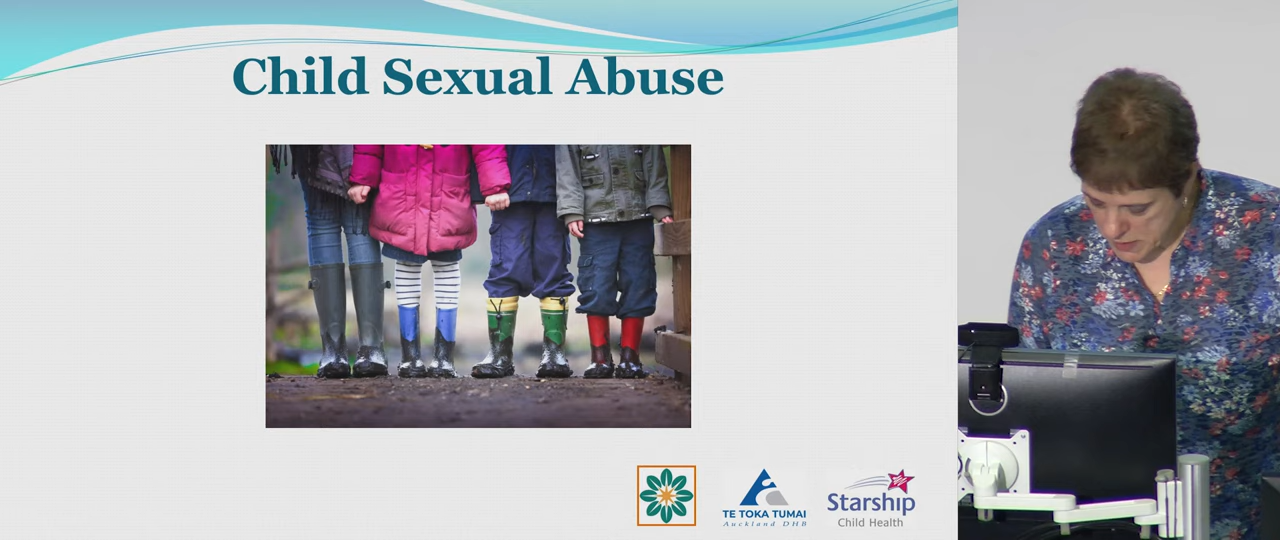 Child Sexual Abuse
TE TOKA TUMAI
Auckland DHB
Starship
Child Health